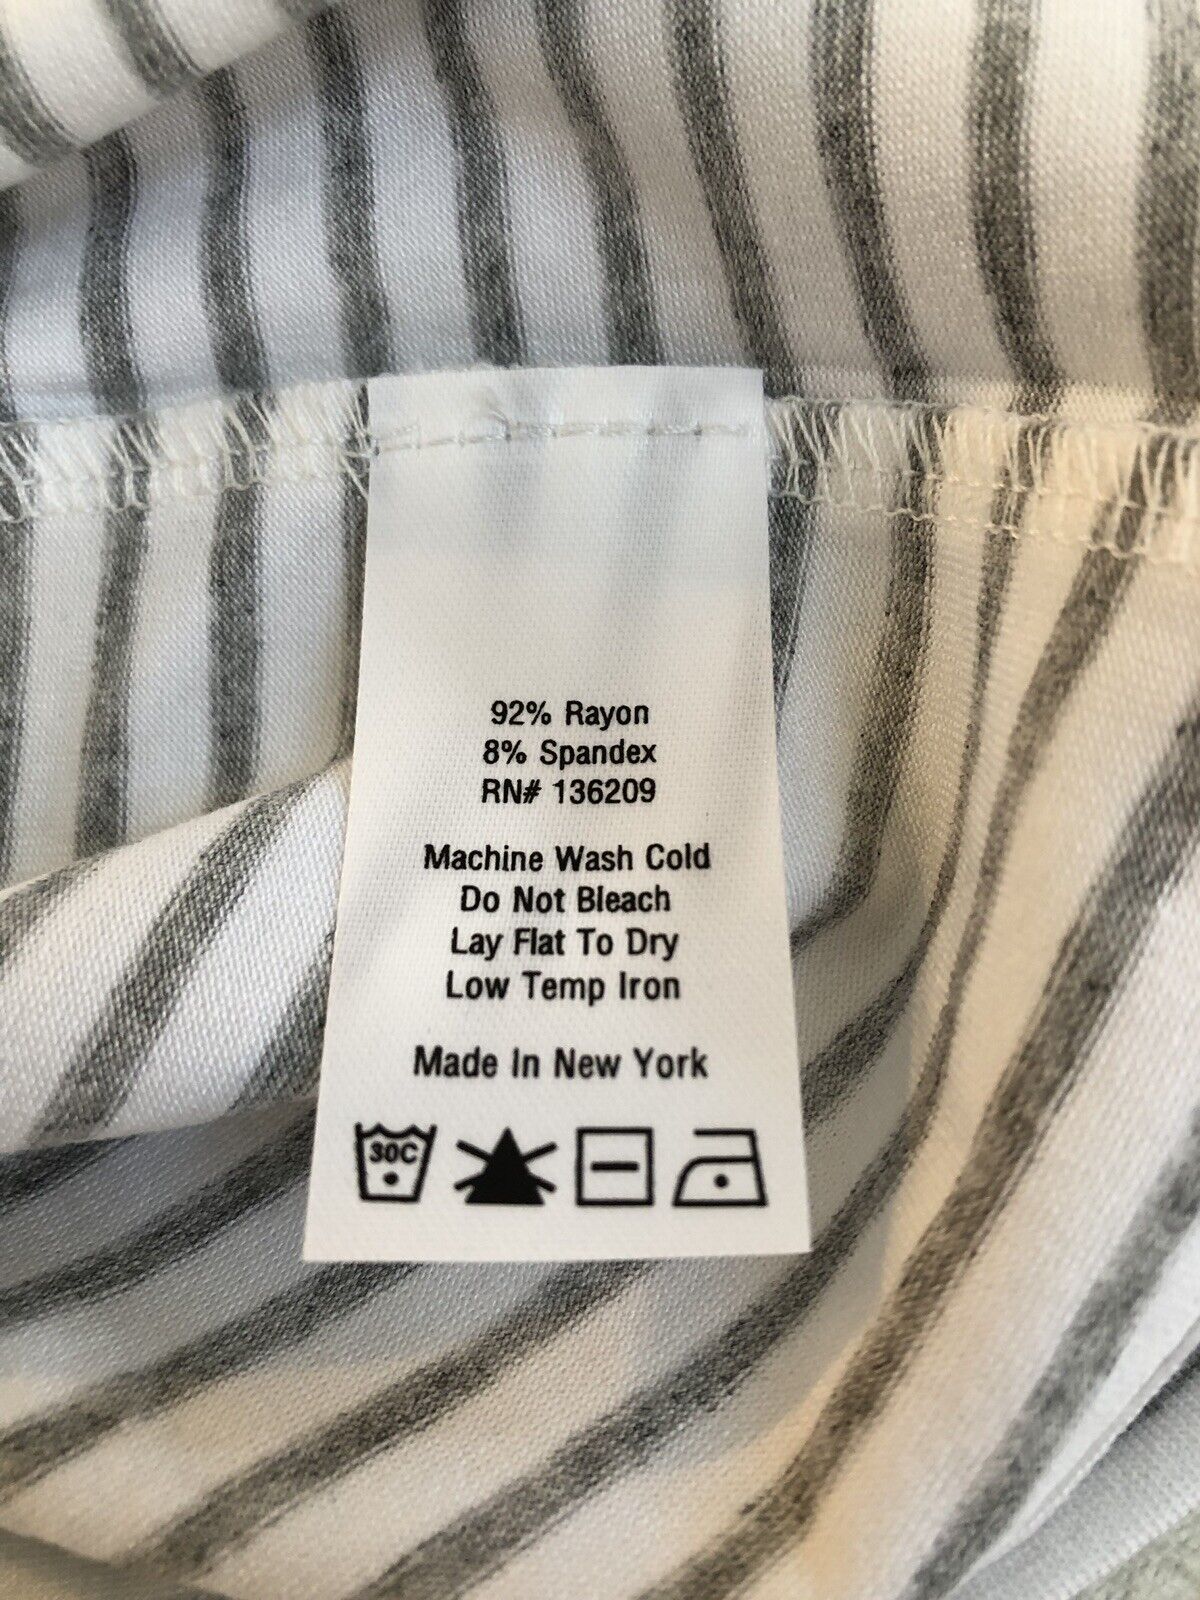 92% Rayon
8% Spandex
RN# 136209
Machine Wash Cold
Do Not Bleach
Lay Flat To Dry
Low Temp Iron
Made In New York
30C